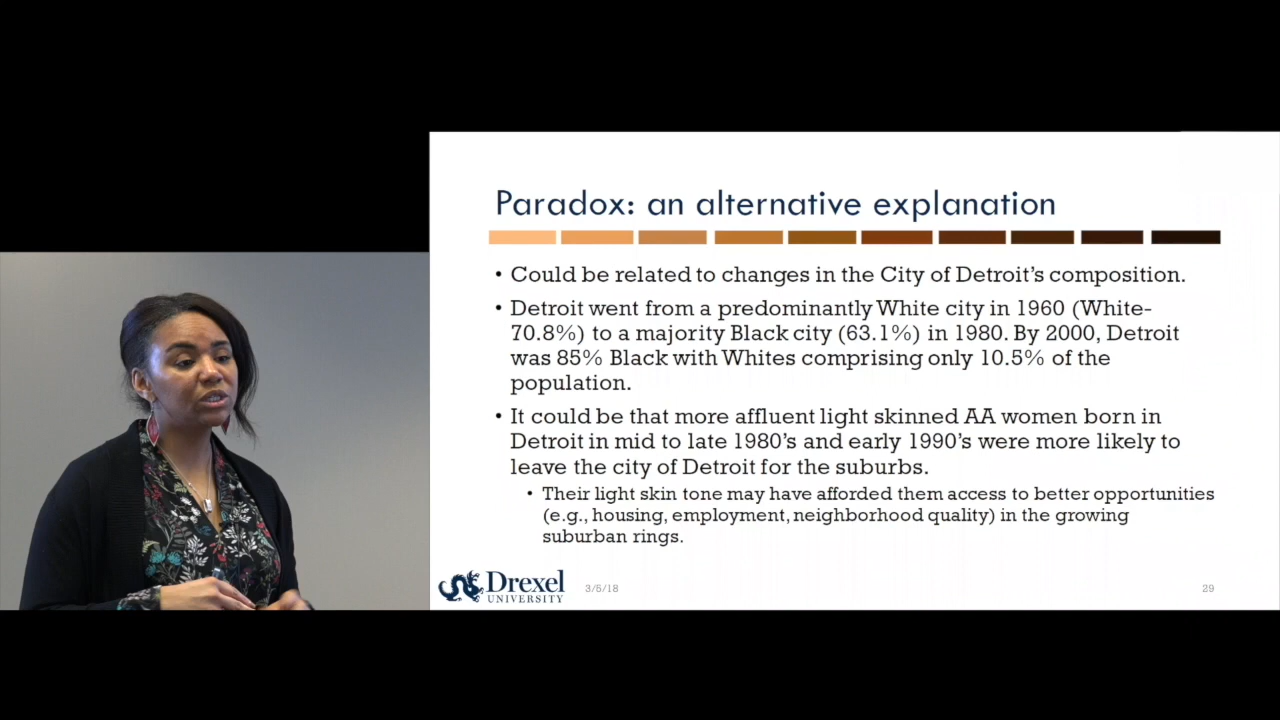 Paradox: an alternative explanation
• Could be related to changes in the City of Detroit's composition.
• Detroit went from a predominantly White city in 1960 (White-
70.8%) to a majority Black city (63.1%) in 1980. By 2000, Detroit
was 85% Black with Whites comprising only 10.5% of the
population.
• It could be that more affluent light skinned AA women born in
Detroit in mid to late 1980's and early 1990's were more likely to
leave the city of Detroit for the suburbs.
• Their light skin tone may have afforded them access to better opportunities
(e.g., housing, employment, neighborhood quality) in the growing
suburban rings.
Drexel
UNIVERSITY
3/5/18
29